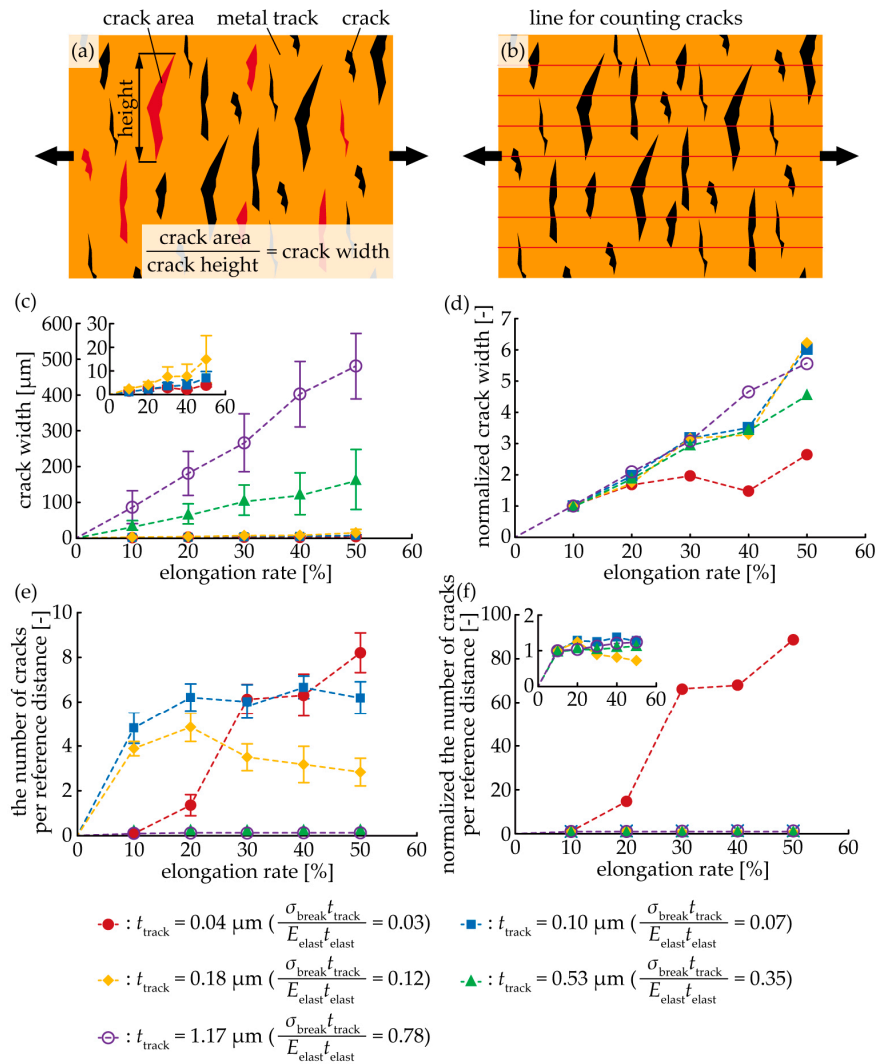 crack area
metal track
crack
line for counting cracks
(a)
height
crack area / crack height = crack width
(b)
(c)
crack width [μm]
600
500
400
300
200
100
0
30
20
10
0
0 20 40 60
0 10 20 30 40 50 60
elongation rate [%]
(d)
normalized crack width [-]
7
6
5
4
3
2
1
0
0 10 20 30 40 50 60
elongation rate [%]
(e)
the number of cracks
per reference distance [-]
10
8
6
4
2
0
0 10 20 30 40 50 60
elongation rate [%]
(f)
normalized the number of cracks
per reference distance [-]
100
80
60
40
20
0
2
1
0
0 20 40 60
0 10 20 30 40 50 60
elongation rate [%]
: t_track = 0.04 μm (σ_break t_track / E_elast t_elast = 0.03)
: t_track = 0.10 μm (σ_break t_track / E_elast t_elast = 0.07)
: t_track = 0.18 μm (σ_break t_track / E_elast t_elast = 0.12)
: t_track = 0.53 μm (σ_break t_track / E_elast t_elast = 0.35)
: t_track = 1.17 μm (σ_break t_track / E_elast t_elast = 0.78)